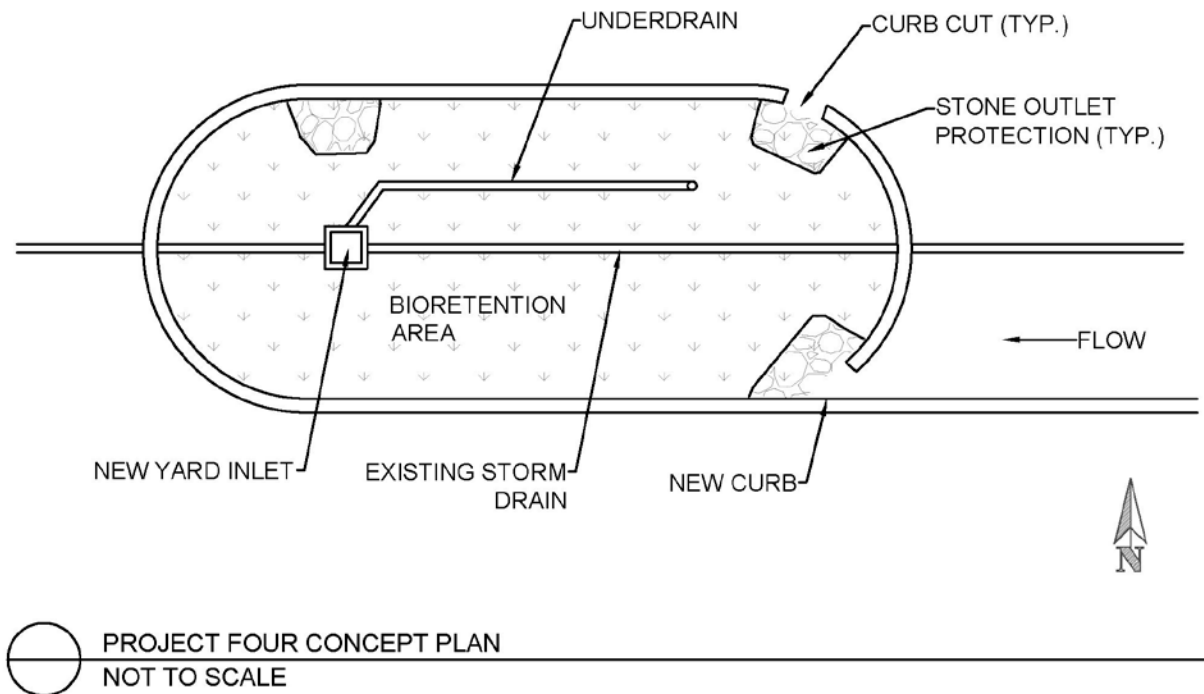 UNDERDRAIN
CURB CUT (TYP.)
STONE OUTLET
PROTECTION (TYP.)
BIORETENTION
AREA
FLOW
NEW YARD INLET
EXISTING STORM
DRAIN
NEW CURB
N
PROJECT FOUR CONCEPT PLAN
NOT TO SCALE